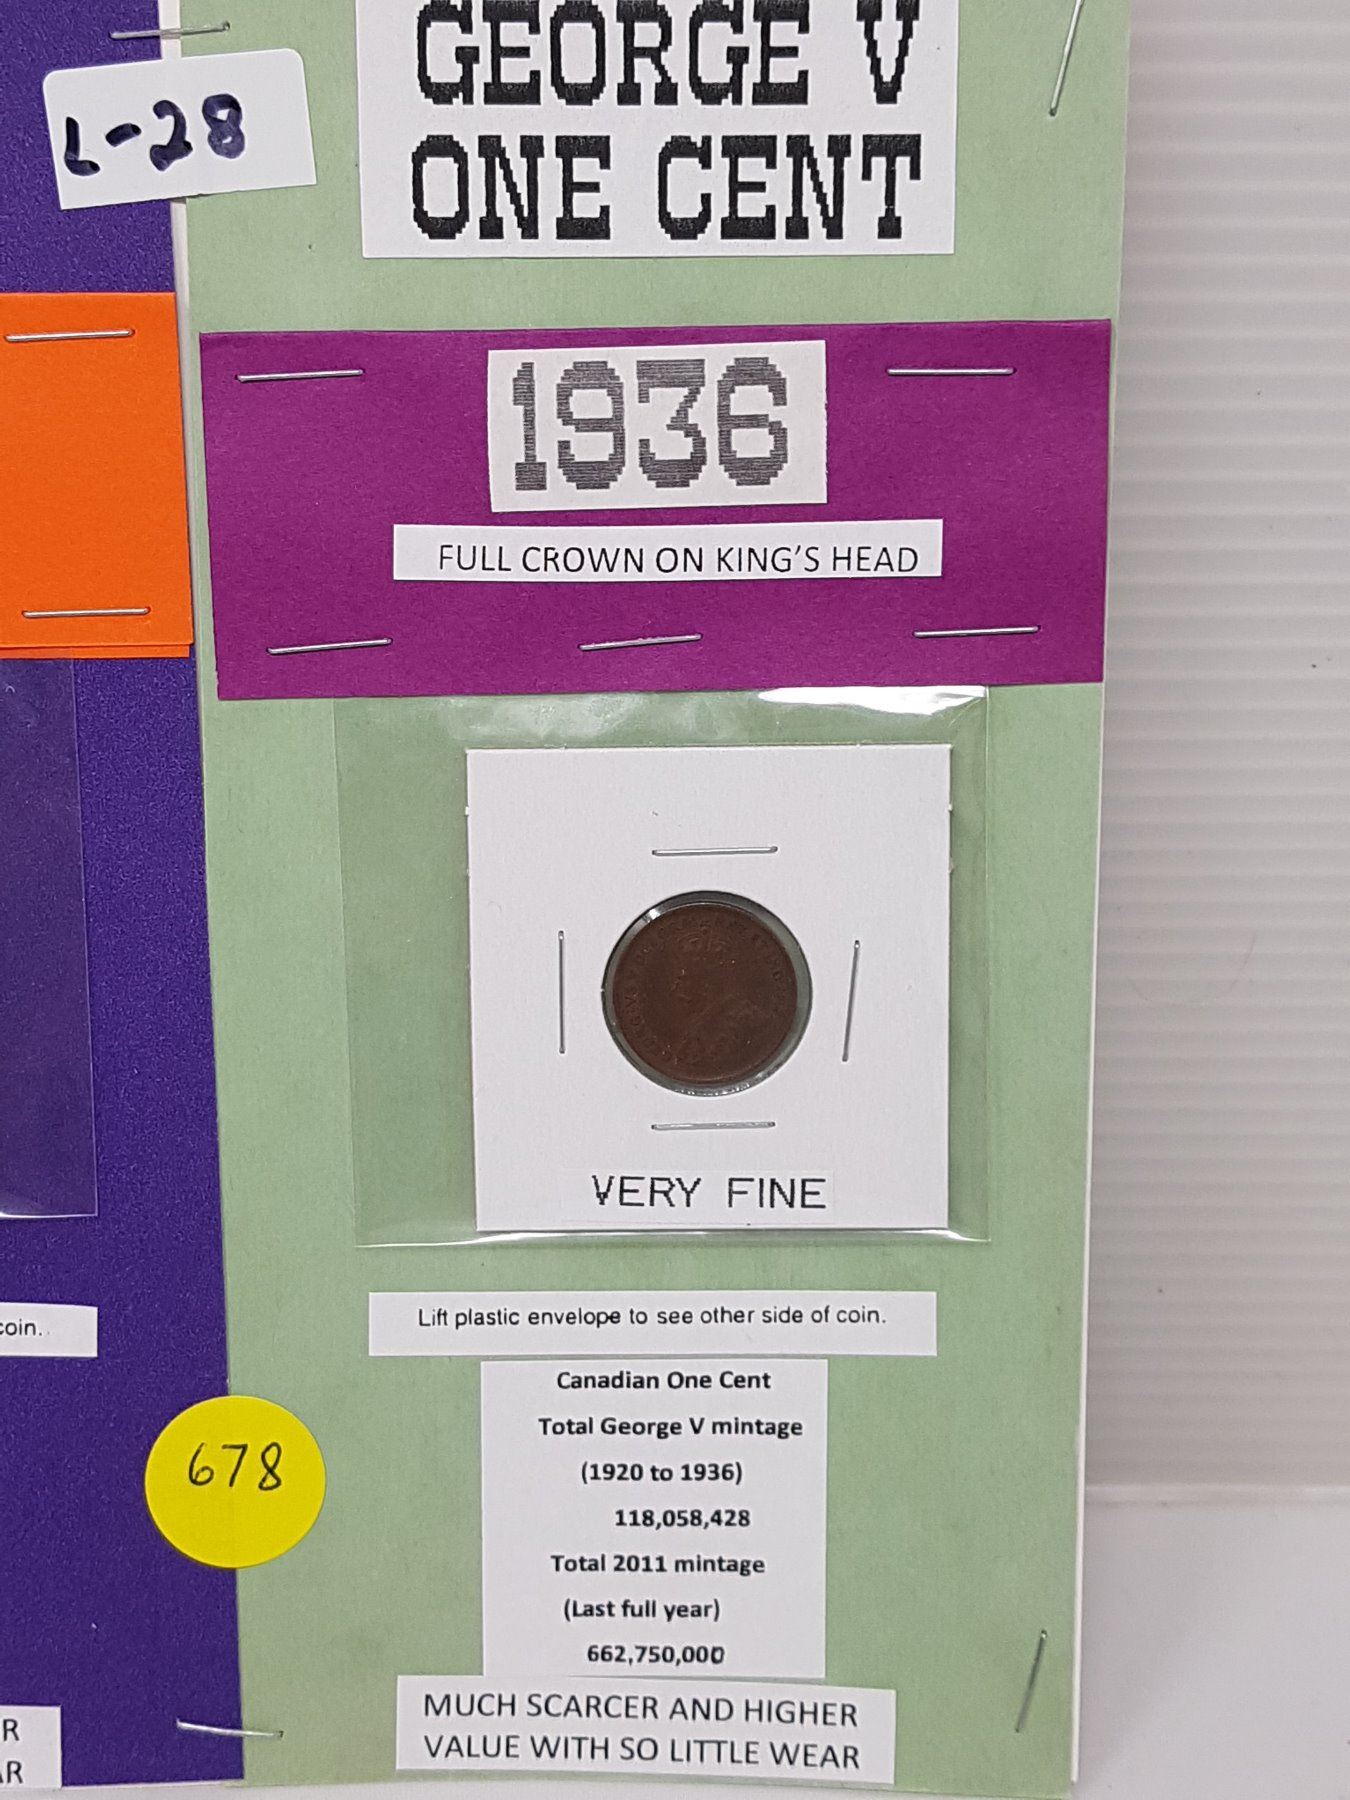 GEORGE V
ONE CENT
L-28
1936
FULL CROWN ON KING'S HEAD
VERY FINE
Lift plastic envelope to see other side of coin.
coin.
Canadian One Cent
Total George V mintage
(1920 to 1936)
118,058,428
Total 2011 mintage
(Last full year)
662,750,000
678
MUCH SCARCER AND HIGHER
VALUE WITH SO LITTLE WEAR
R
AR